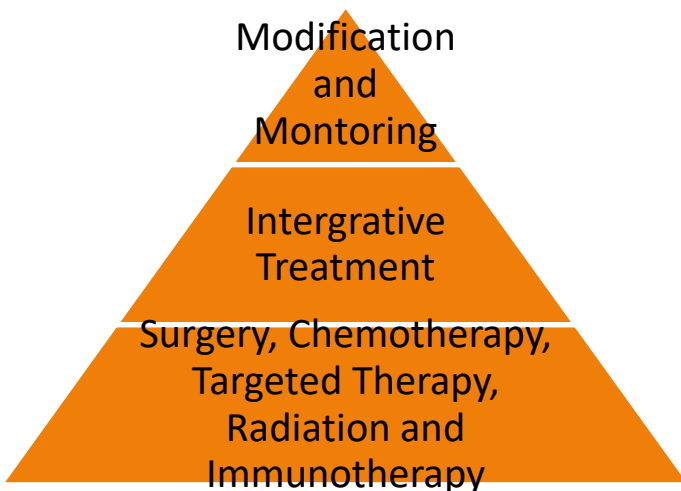 Modification
and
Montoring
Intergrative
Treatment
Surgery, Chemotherapy,
Targeted Therapy,
Radiation and
Immunotherapy